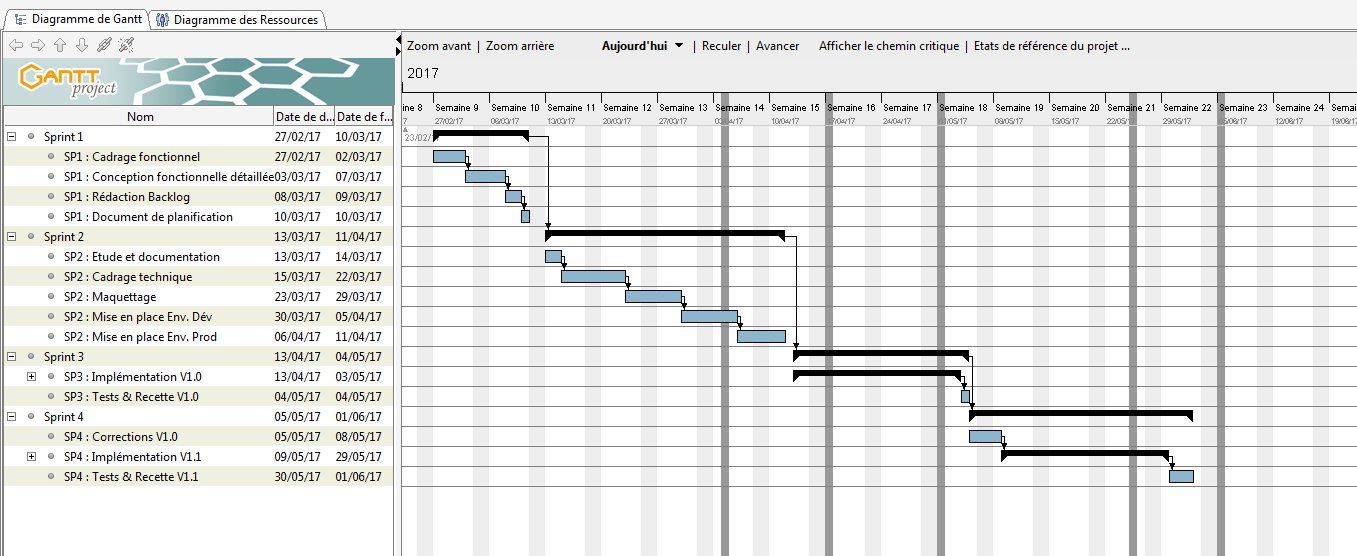 Diagramme de Gantt Diagramme des Ressources
Zoom avant | Zoom arrière Aujourd'hui | Reculer | Avancer Afficher le chemin critique | Etats de référence du projet ...
2017
GANTT
project
Nom Date de d... Date de f...
ine 8 Semaine 9 Semaine 10 Semaine 11 Semaine 12 Semaine 13 Semaine 14 Semaine 15 Semaine 16 Semaine 17 Semaine 18 Semaine 19 Semaine 20 Semaine 21 Semaine 22 Semaine 23 Semaine 24 Semaine
7 27/02/17 06/03/17 13/03/17 20/03/17 27/03/17 10/04/17 17/04/17 24/04/17 08/05/17 15/05/17 29/05/17 12/06/17 19/06/17
23/02/
Sprint 1 27/02/17 10/03/17
SP1 : Cadrage fonctionnel 27/02/17 02/03/17
SP1 : Conception fonctionnelle détaillée 03/03/17 07/03/17
SP1 : Rédaction Backlog 08/03/17 09/03/17
SP1 : Document de planification 10/03/17 10/03/17
Sprint 2 13/03/17 11/04/17
SP2 : Etude et documentation 13/03/17 14/03/17
SP2 : Cadrage technique 15/03/17 22/03/17
SP2 : Maquettage 23/03/17 29/03/17
SP2 : Mise en place Env. Dév 30/03/17 05/04/17
SP2 : Mise en place Env. Prod 06/04/17 11/04/17
Sprint 3 13/04/17 04/05/17
SP3 : Implémentation V1.0 13/04/17 03/05/17
SP3 : Tests & Recette V1.0 04/05/17 04/05/17
Sprint 4 05/05/17 01/06/17
SP4 : Corrections V1.0 05/05/17 08/05/17
SP4 : Implémentation V1.1 09/05/17 29/05/17
SP4 : Tests & Recette V1.1 30/05/17 01/06/17